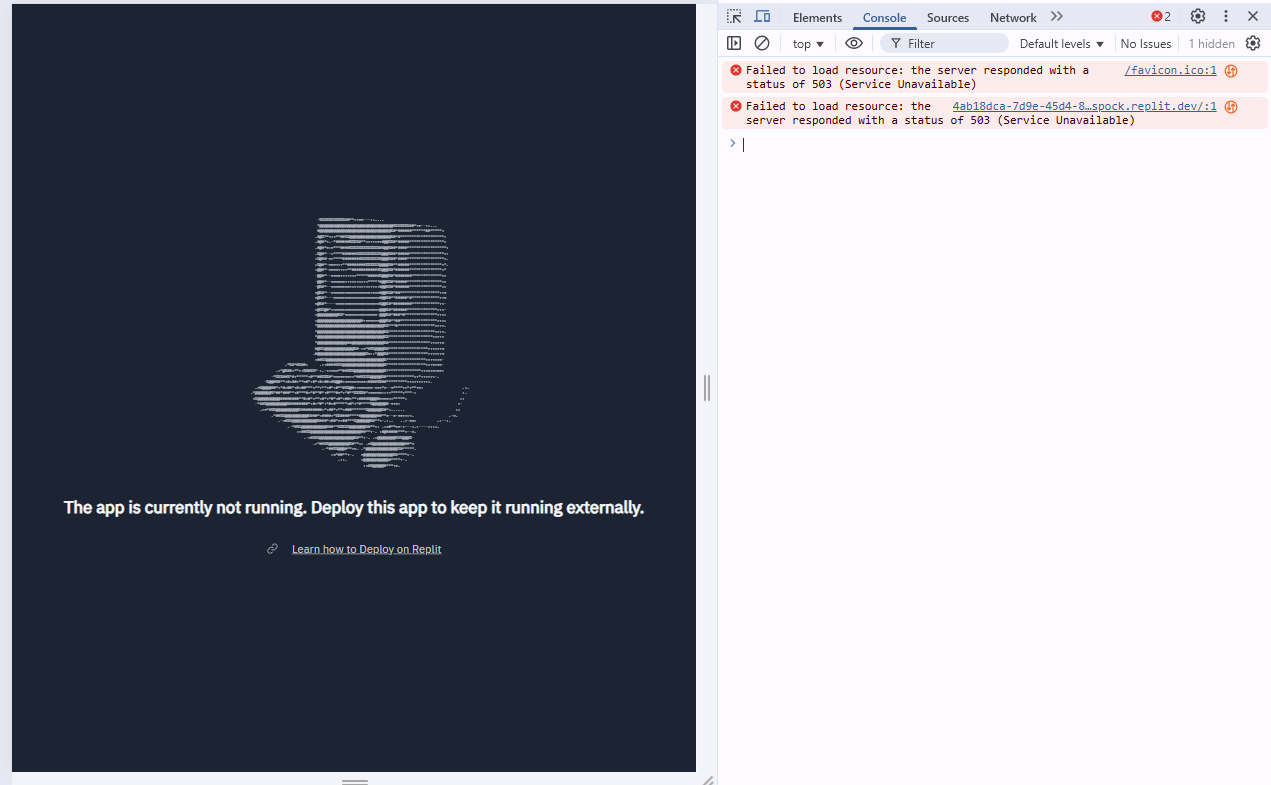 The app is currently not running. Deploy this app to keep it running externally.
Learn how to Deploy on Replit
Elements Console Sources Network 2
top Filter Default levels No Issues 1 hidden
Failed to load resource: the server responded with a /favicon.ico:1
status of 503 (Service Unavailable)
Failed to load resource: the 4ab18dca-7d9e-45d4-8…spock.replit.dev/:1
server responded with a status of 503 (Service Unavailable)